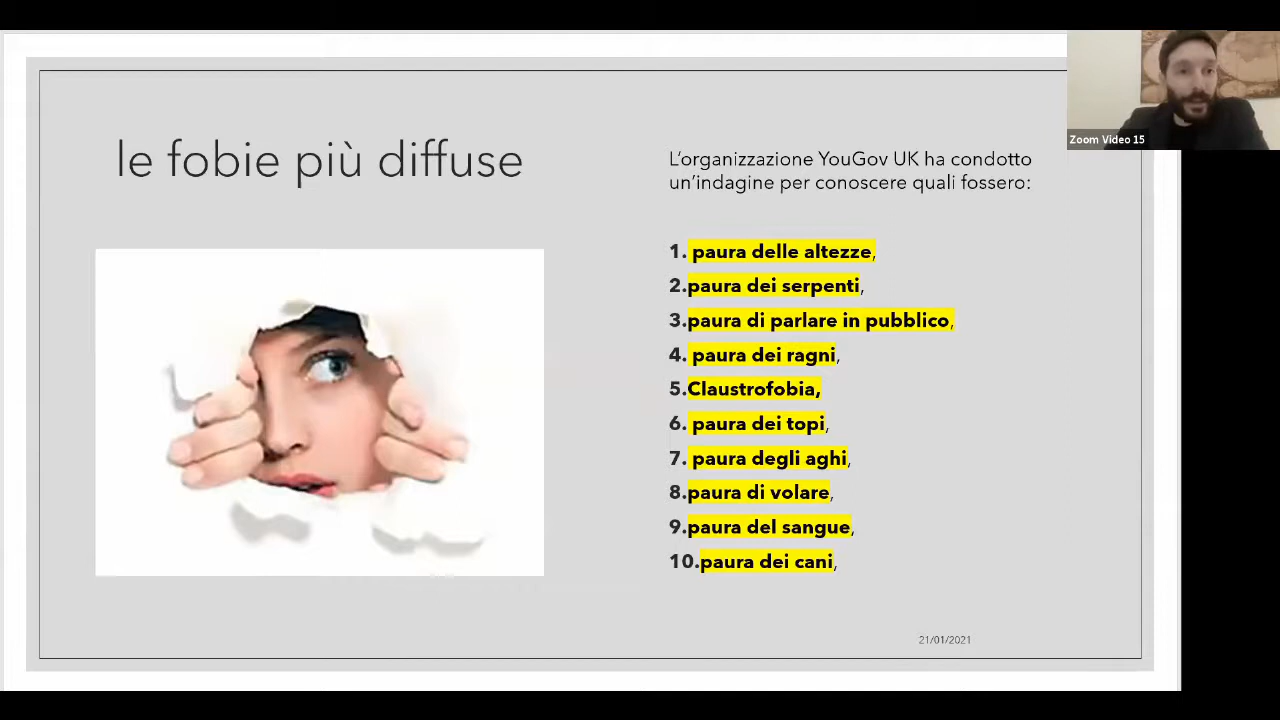 le fobie più diffuse
L'organizzazione YouGov UK ha condotto
un'indagine per conoscere quali fossero:
1. paura delle altezze,
2.paura dei serpenti,
3.paura di parlare in pubblico,
4. paura dei ragni,
5.Claustrofobia,
6. paura dei topi,
7. paura degli aghi,
8.paura di volare,
9.paura del sangue,
10.paura dei cani,
21/01/2021
Zoom Video 15